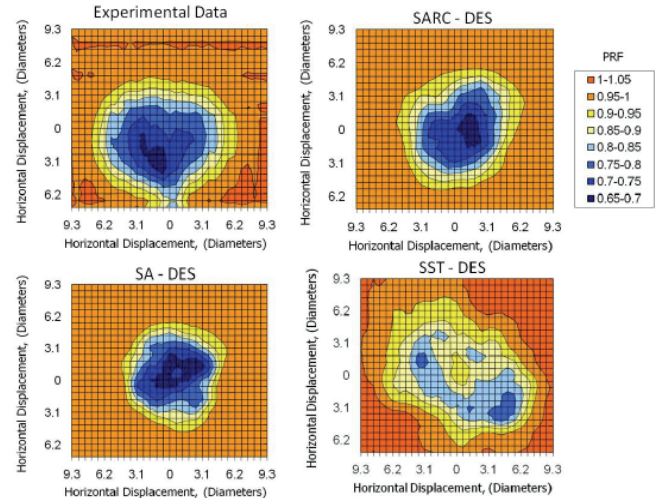 Experimental Data
Horizontal Displacement, (Diameters)
9.3
6.2
3.1
0
3.1
6.2
9.3 6.2 3.1 0 3.1 6.2 9.3
Horizontal Displacement, (Diameters)
SARC - DES
Horizontal Displacement, (Diameters)
9.3
6.2
3.1
0
3.1
6.2
9.3 6.2 3.1 0 3.1 6.2 9.3
Horizontal Displacement, (Diameters)
PRF
1-1.05
0.95-1
0.9-0.95
0.85-0.9
0.8-0.85
0.75-0.8
0.7-0.75
0.65-0.7
SA - DES
Horizontal Displacement, (Diameters)
9.3
6.2
3.1
0
3.1
6.2
9.3 6.2 3.1 0 3.1 6.2 9.3
Horizontal Displacement, (Diameters)
SST - DES
Horizontal Displacement, (Diameters)
9.3
6.2
3.1
0
3.1
6.2
9.3 6.2 3.1 0 3.1 6.2 9.3
Horizontal Displacement, (Diameters)